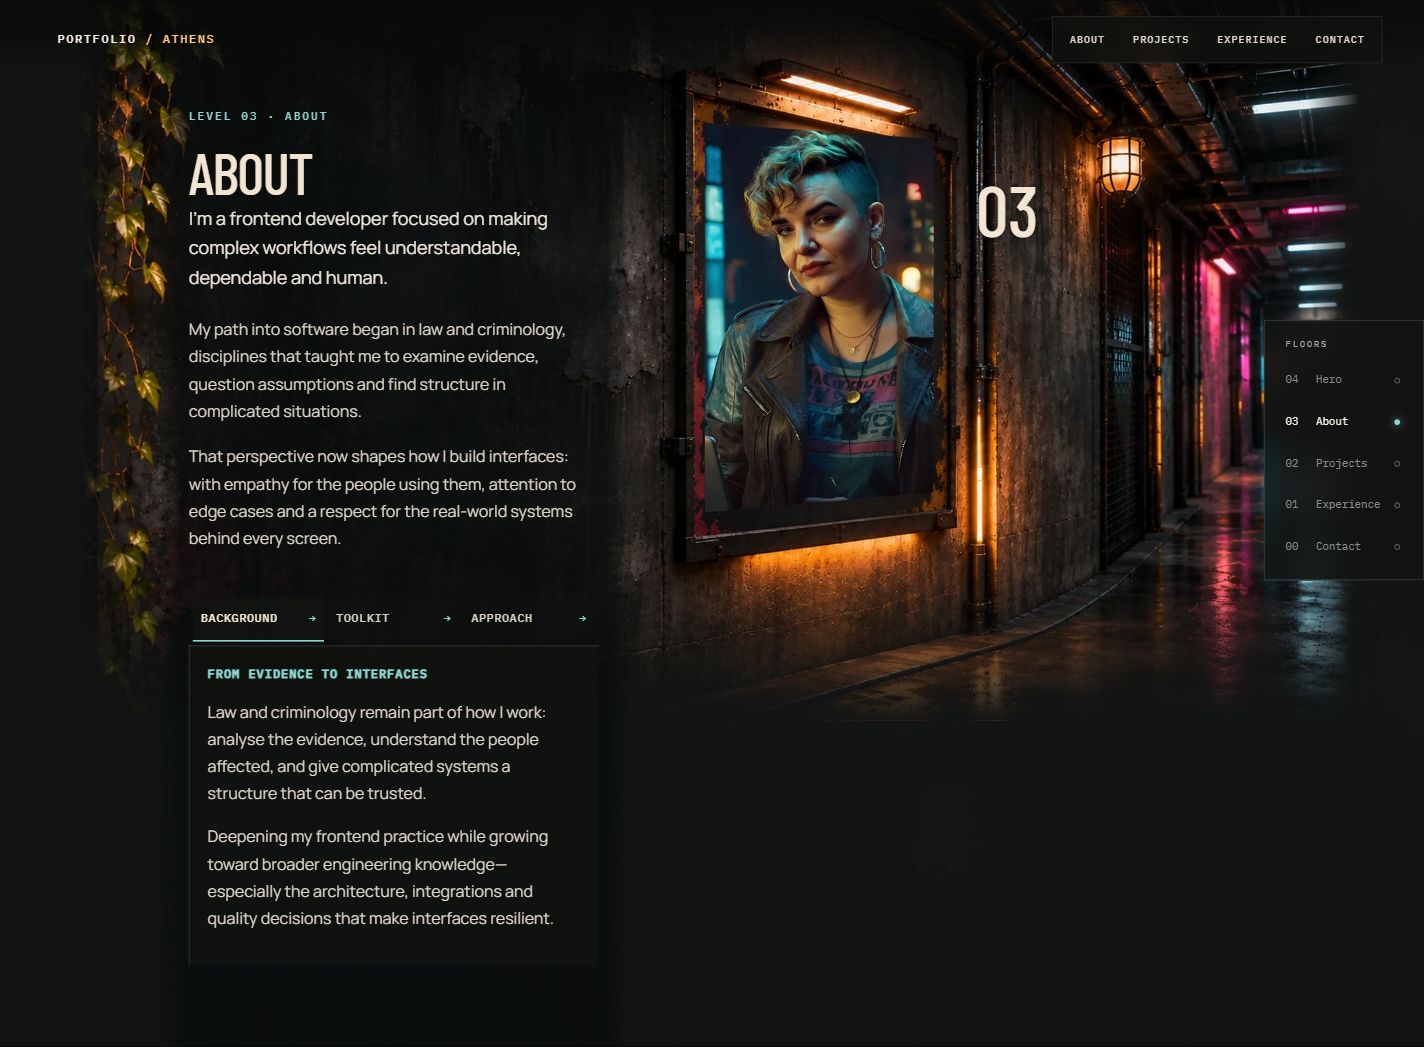 PORTFOLIO / ATHENS
ABOUT PROJECTS EXPERIENCE CONTACT
LEVEL 03 · ABOUT
ABOUT
I'm a frontend developer focused on making
complex workflows feel understandable,
dependable and human.
My path into software began in law and criminology,
disciplines that taught me to examine evidence,
question assumptions and find structure in
complicated situations.
That perspective now shapes how I build interfaces:
with empathy for the people using them, attention to
edge cases and a respect for the real-world systems
behind every screen.
BACKGROUND → TOOLKIT → APPROACH →
FROM EVIDENCE TO INTERFACES
Law and criminology remain part of how I work:
analyse the evidence, understand the people
affected, and give complicated systems a
structure that can be trusted.
Deepening my frontend practice while growing
toward broader engineering knowledge—
especially the architecture, integrations and
quality decisions that make interfaces resilient.
03
FLOORS
04 Hero
03 About
02 Projects
01 Experience
00 Contact